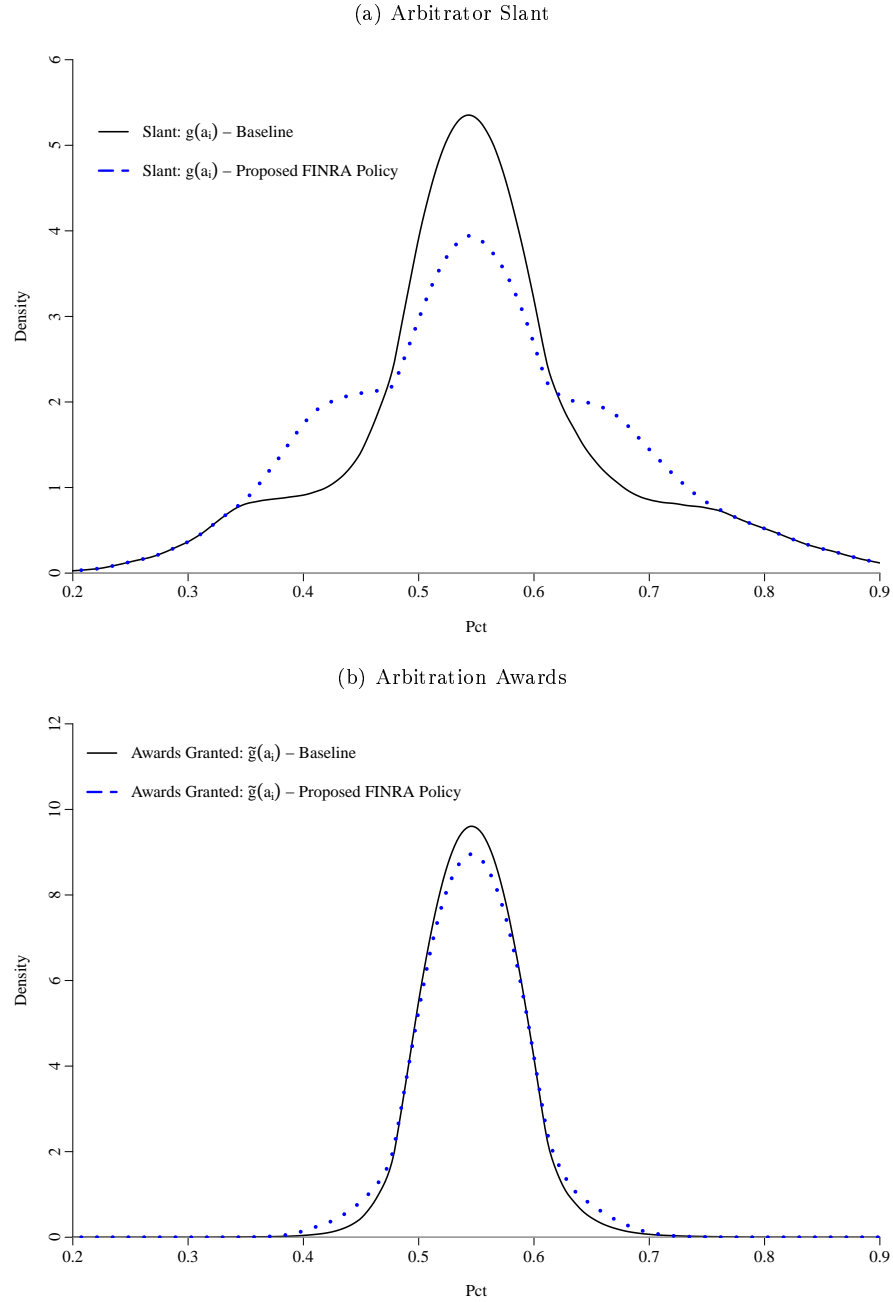 (a) Arbitrator Slant
6
5
4
3
2
1
0
Density
Slant: g(aᵢ) – Baseline
Slant: g(aᵢ) – Proposed FINRA Policy
0.2 0.3 0.4 0.5 0.6 0.7 0.8 0.9
Pct
(b) Arbitration Awards
12
10
8
6
4
2
0
Density
Awards Granted: g̃(aᵢ) – Baseline
Awards Granted: g̃(aᵢ) – Proposed FINRA Policy
0.2 0.3 0.4 0.5 0.6 0.7 0.8 0.9
Pct